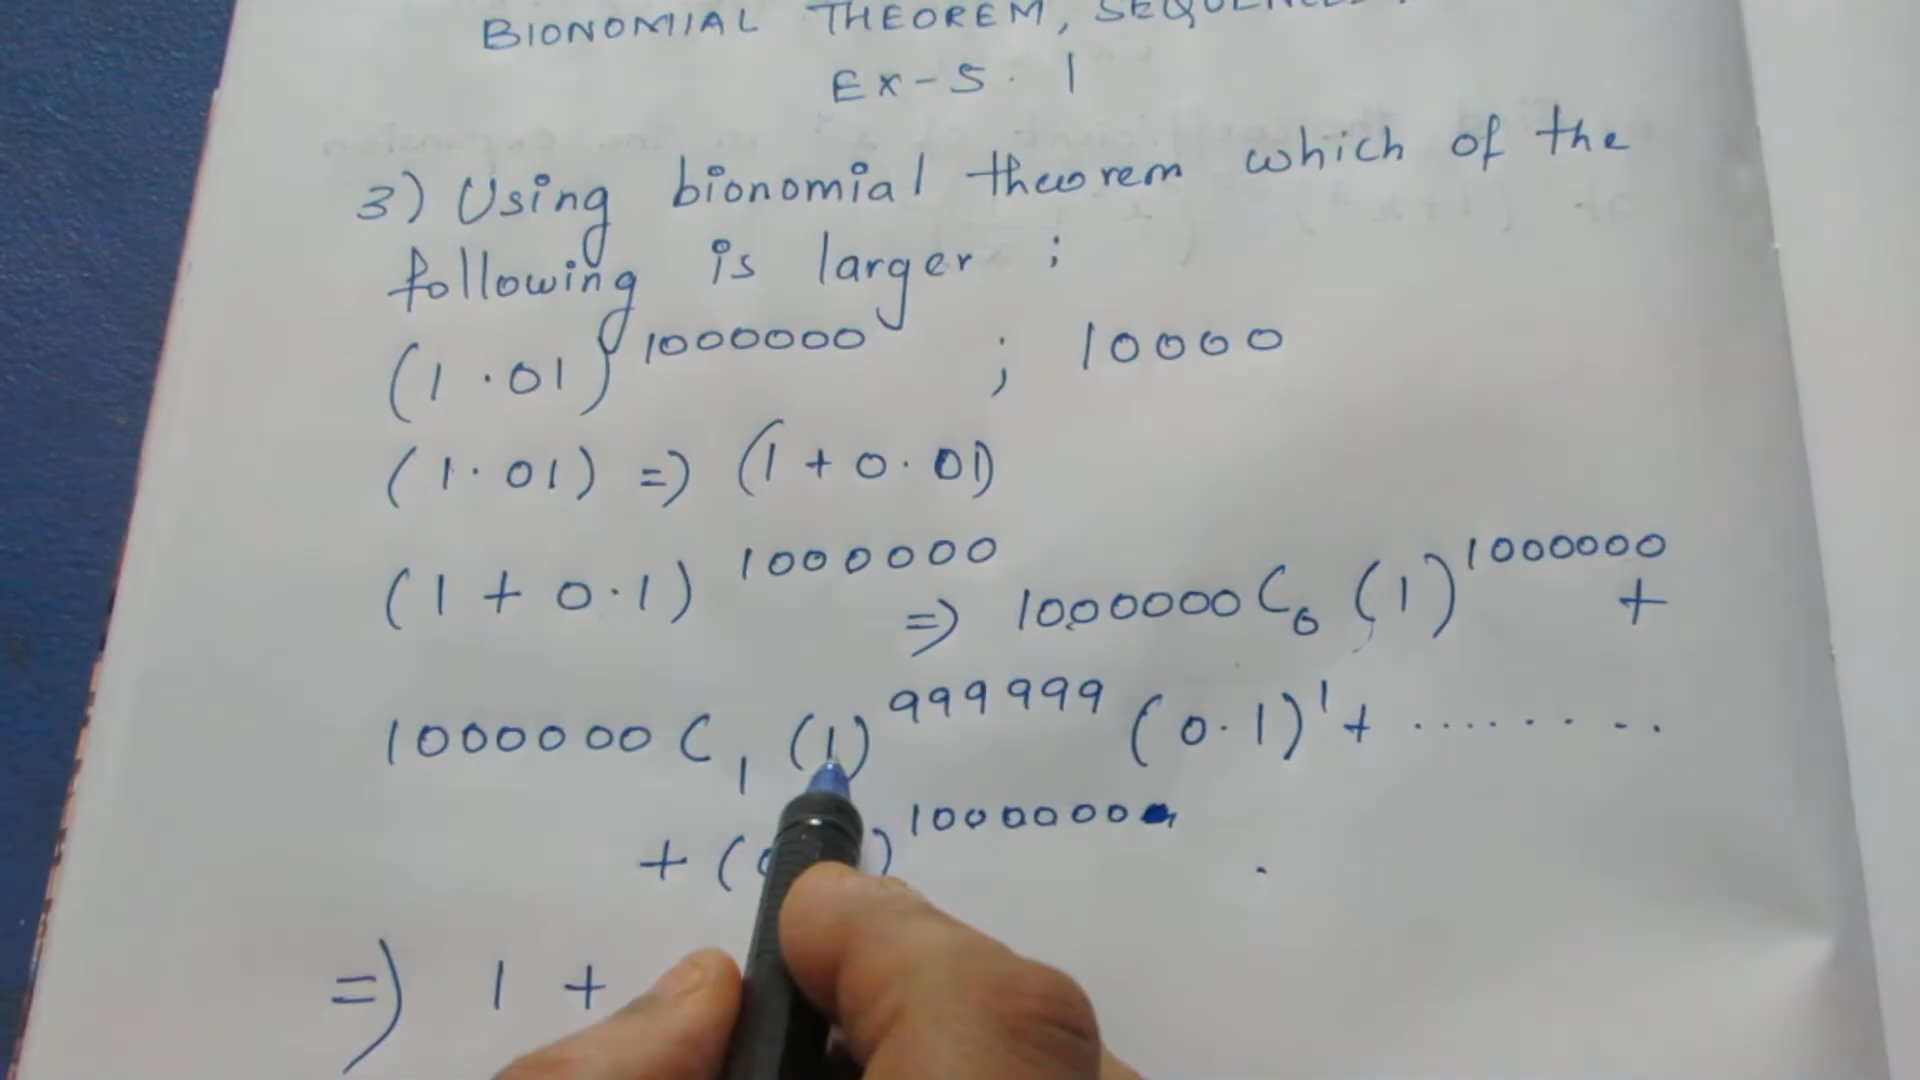 BIONOMIAL THEOREM, SEQUENCES
Ex-5.1
3) Using bionomial theorem which of the
following is larger ;
(1.01)^1000000 ; 10000
(1.01) => (1+0.01)
(1+0.1)^1000000 => 1000000C₀ (1)^1000000 +
1000000C₁ (1)^999999 (0.1)^1 + .........
+ ( )^1000000 .
=> 1 +